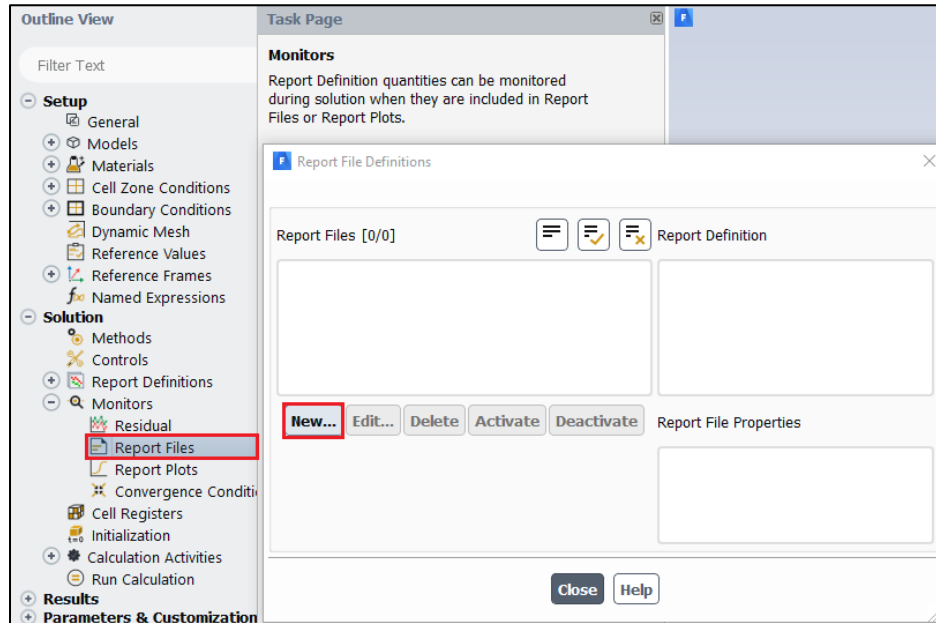 Outline View
Filter Text
Setup
General
Models
Materials
Cell Zone Conditions
Boundary Conditions
Dynamic Mesh
Reference Values
Reference Frames
Named Expressions
Solution
Methods
Controls
Report Definitions
Monitors
Residual
Report Files
Report Plots
Convergence Conditi
Cell Registers
Initialization
Calculation Activities
Run Calculation
Results
Parameters & Customization
Task Page
Monitors
Report Definition quantities can be monitored
during solution when they are included in Report
Files or Report Plots.
Report File Definitions
Report Files [0/0]
Report Definition
New... Edit... Delete Activate Deactivate
Report File Properties
Close Help